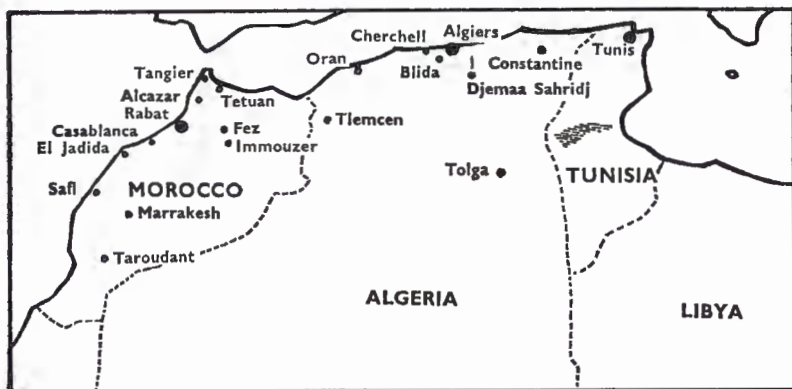 Cherchell
Algiers
Tunis
Oran
Blida
Constantine
Djemaa Sahridj
Tangier
Tetuan
Alcazar
Rabat
Tlemcen
Fez
Casablanca
El Jadida
Immouzer
Tolga
TUNISIA
Safi
MOROCCO
Marrakesh
Taroudant
ALGERIA
LIBYA